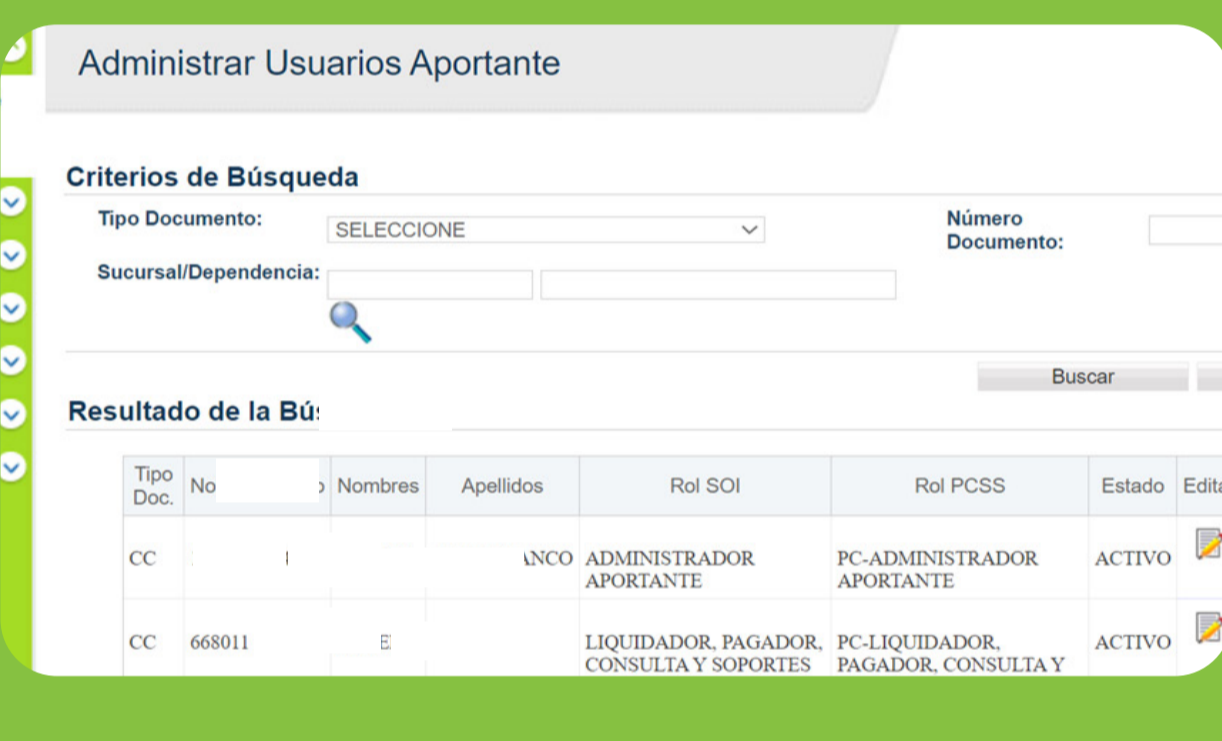 Administrar Usuarios Aportante
Criterios de Búsqueda
Tipo Documento:
SELECCIONE
Número
Documento:
Sucursal/Dependencia:
Buscar
Resultado de la
Tipo
Doc.
Nombres
Apellidos
Rol SOI
Rol PCSS
Estado
CC
ADMINISTRADOR
APORTANTE
PC-ADMINISTRADOR
APORTANTE
ACTIVO
CC
668011
LIQUIDADOR, PAGADOR,
CONSULTA Y SOPORTES
PC-LIQUIDADOR,
PAGADOR, CONSULTA Y
ACTIVO